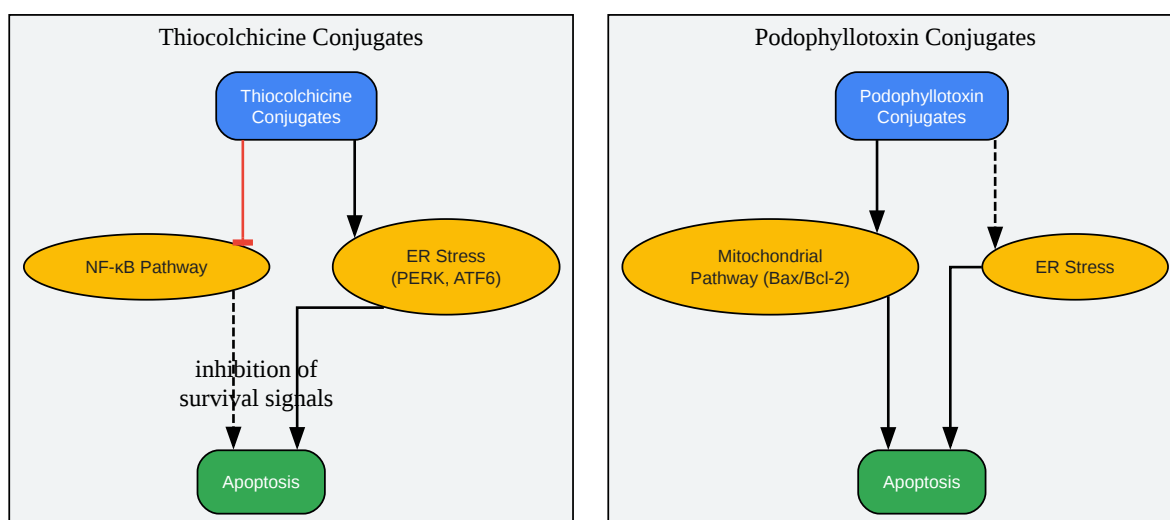 Thiocolchicine Conjugates
Thiocolchicine
Conjugates
NF-κB Pathway
ER Stress
(PERK, ATF6)
inhibition of
survival signals
Apoptosis
Podophyllotoxin Conjugates
Podophyllotoxin
Conjugates
Mitochondrial
Pathway (Bax/Bcl-2)
ER Stress
Apoptosis